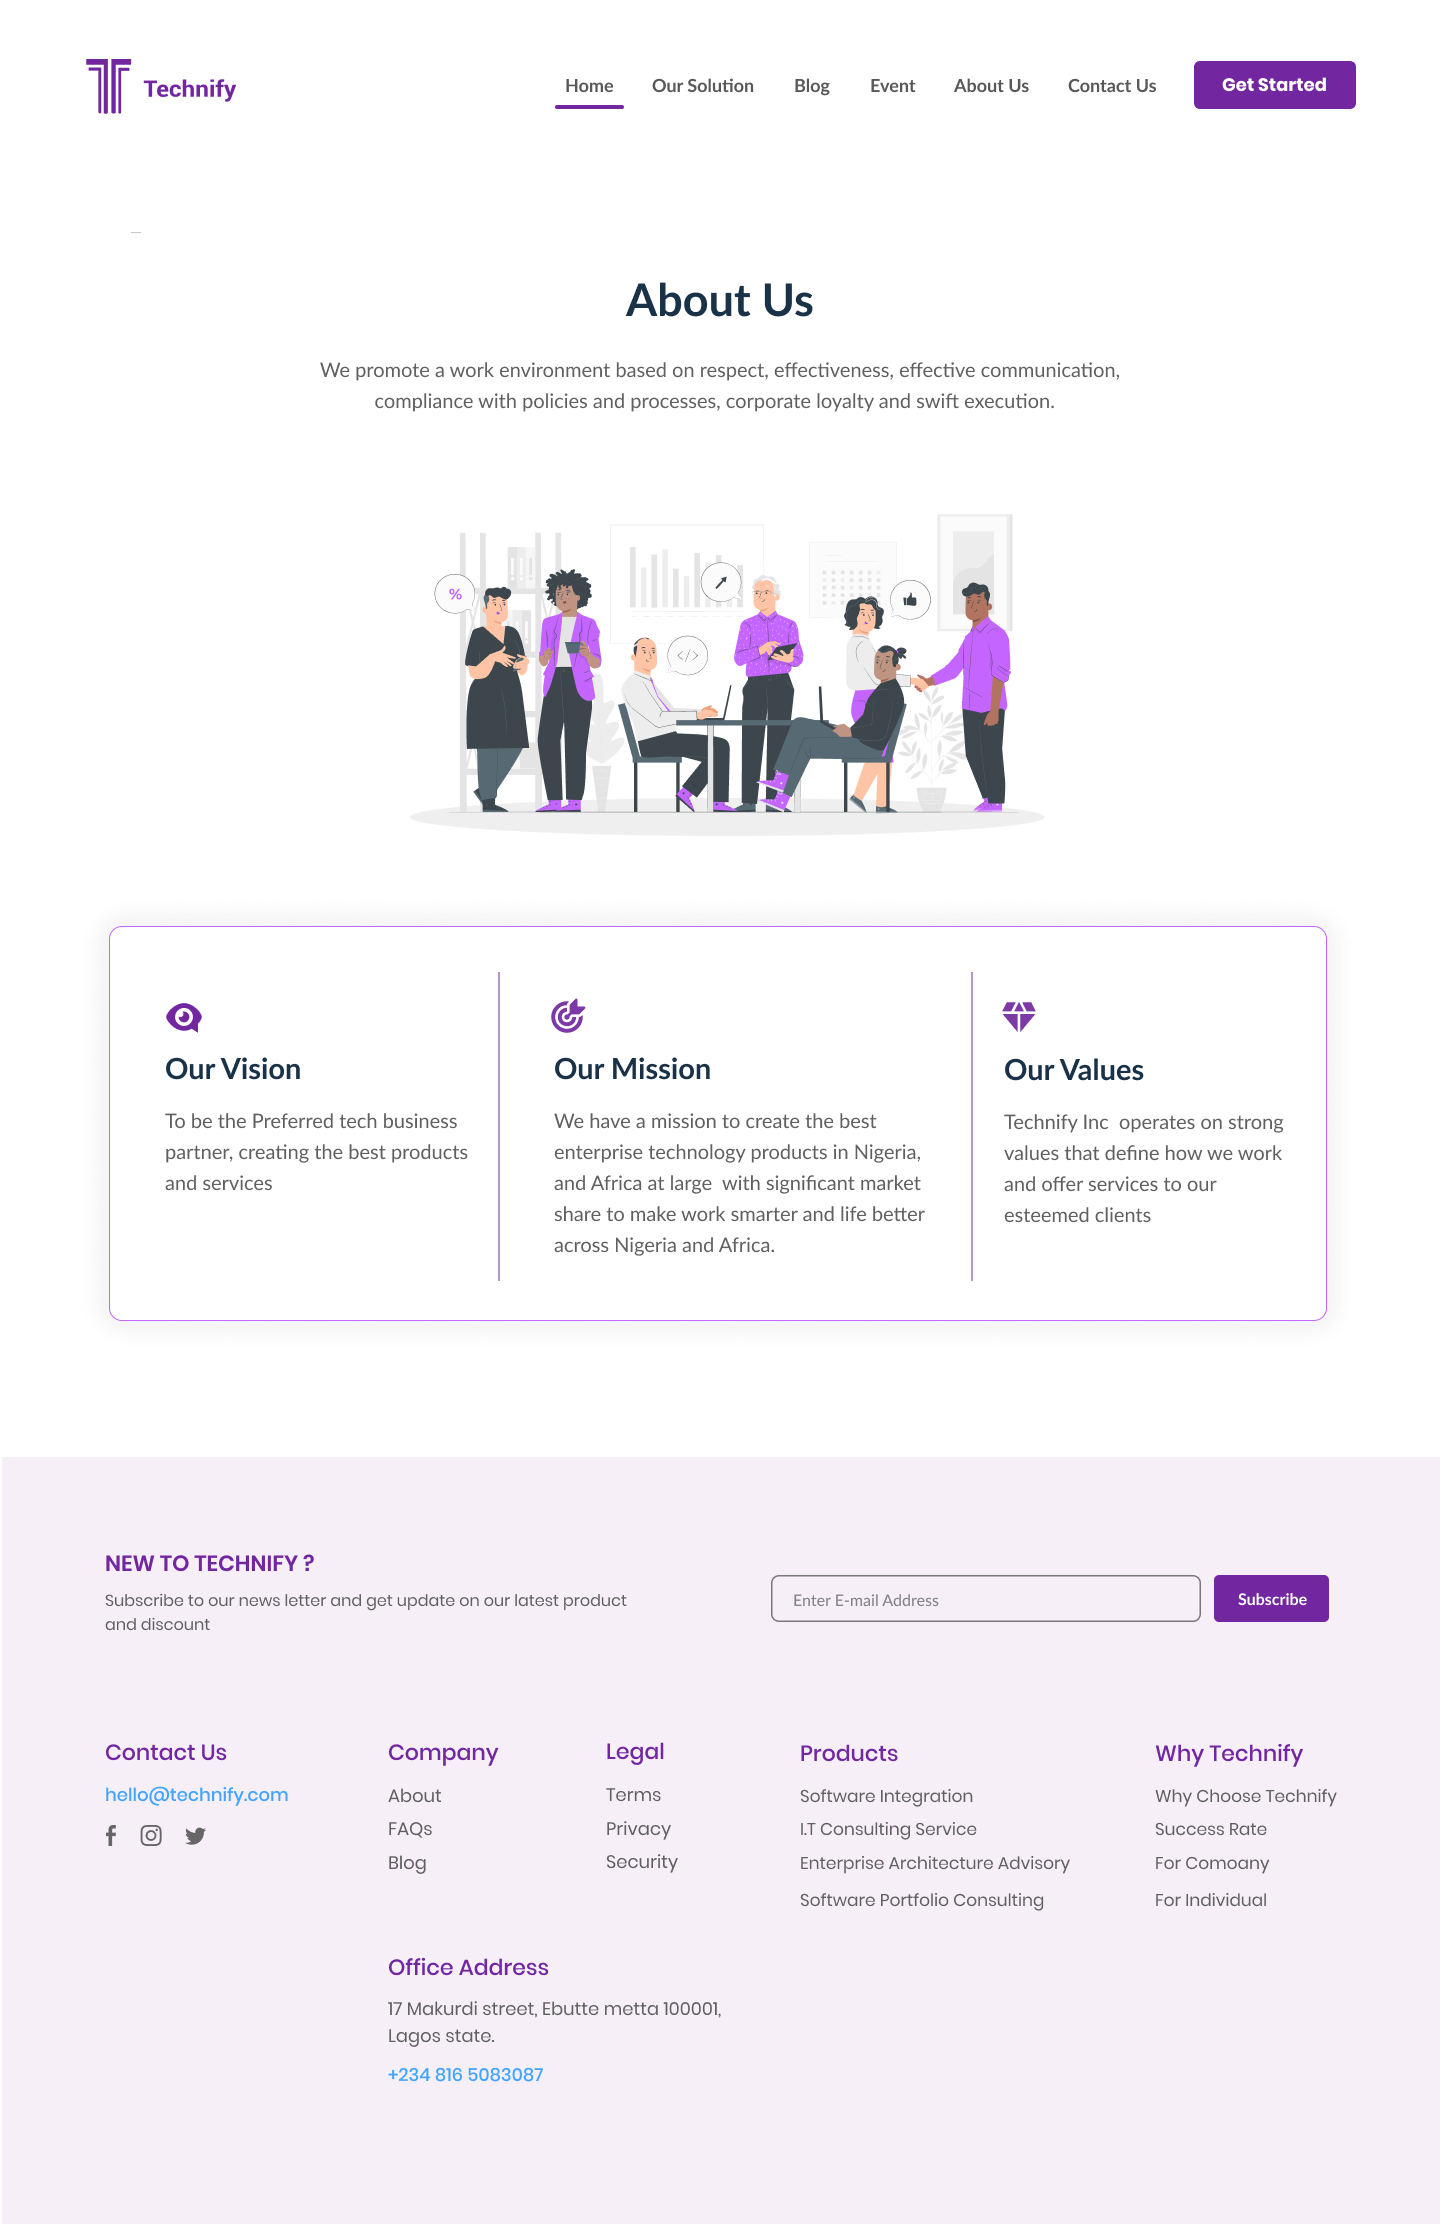 Technify
Home Our Solution Blog Event About Us Contact Us Get Started
About Us
We promote a work environment based on respect, effectiveness, effective communication,
compliance with policies and processes, corporate loyalty and swift execution.
%
</>
Our Vision
To be the Preferred tech business
partner, creating the best products
and services
Our Mission
We have a mission to create the best
enterprise technology products in Nigeria,
and Africa at large  with significant market
share to make work smarter and life better
across Nigeria and Africa.
Our Values
Technify Inc  operates on strong
values that define how we work
and offer services to our
esteemed clients
NEW TO TECHNIFY ?
Subscribe to our news letter and get update on our latest product
and discount
Enter E-mail Address
Subscribe
Contact Us
hello@technify.com
Company
About
FAQs
Blog
Legal
Terms
Privacy
Security
Products
Software Integration
I.T Consulting Service
Enterprise Architecture Advisory
Software Portfolio Consulting
Why Technify
Why Choose Technify
Success Rate
For Comoany
For Individual
Office Address
17 Makurdi street, Ebutte metta 100001,
Lagos state.
+234 816 5083087